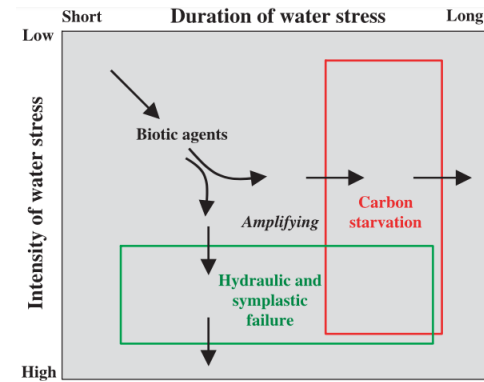 Short Duration of water stress Long
Low
Intensity of water stress
Biotic agents
Carbon
starvation
Amplifying
Hydraulic and
symplastic
failure
High